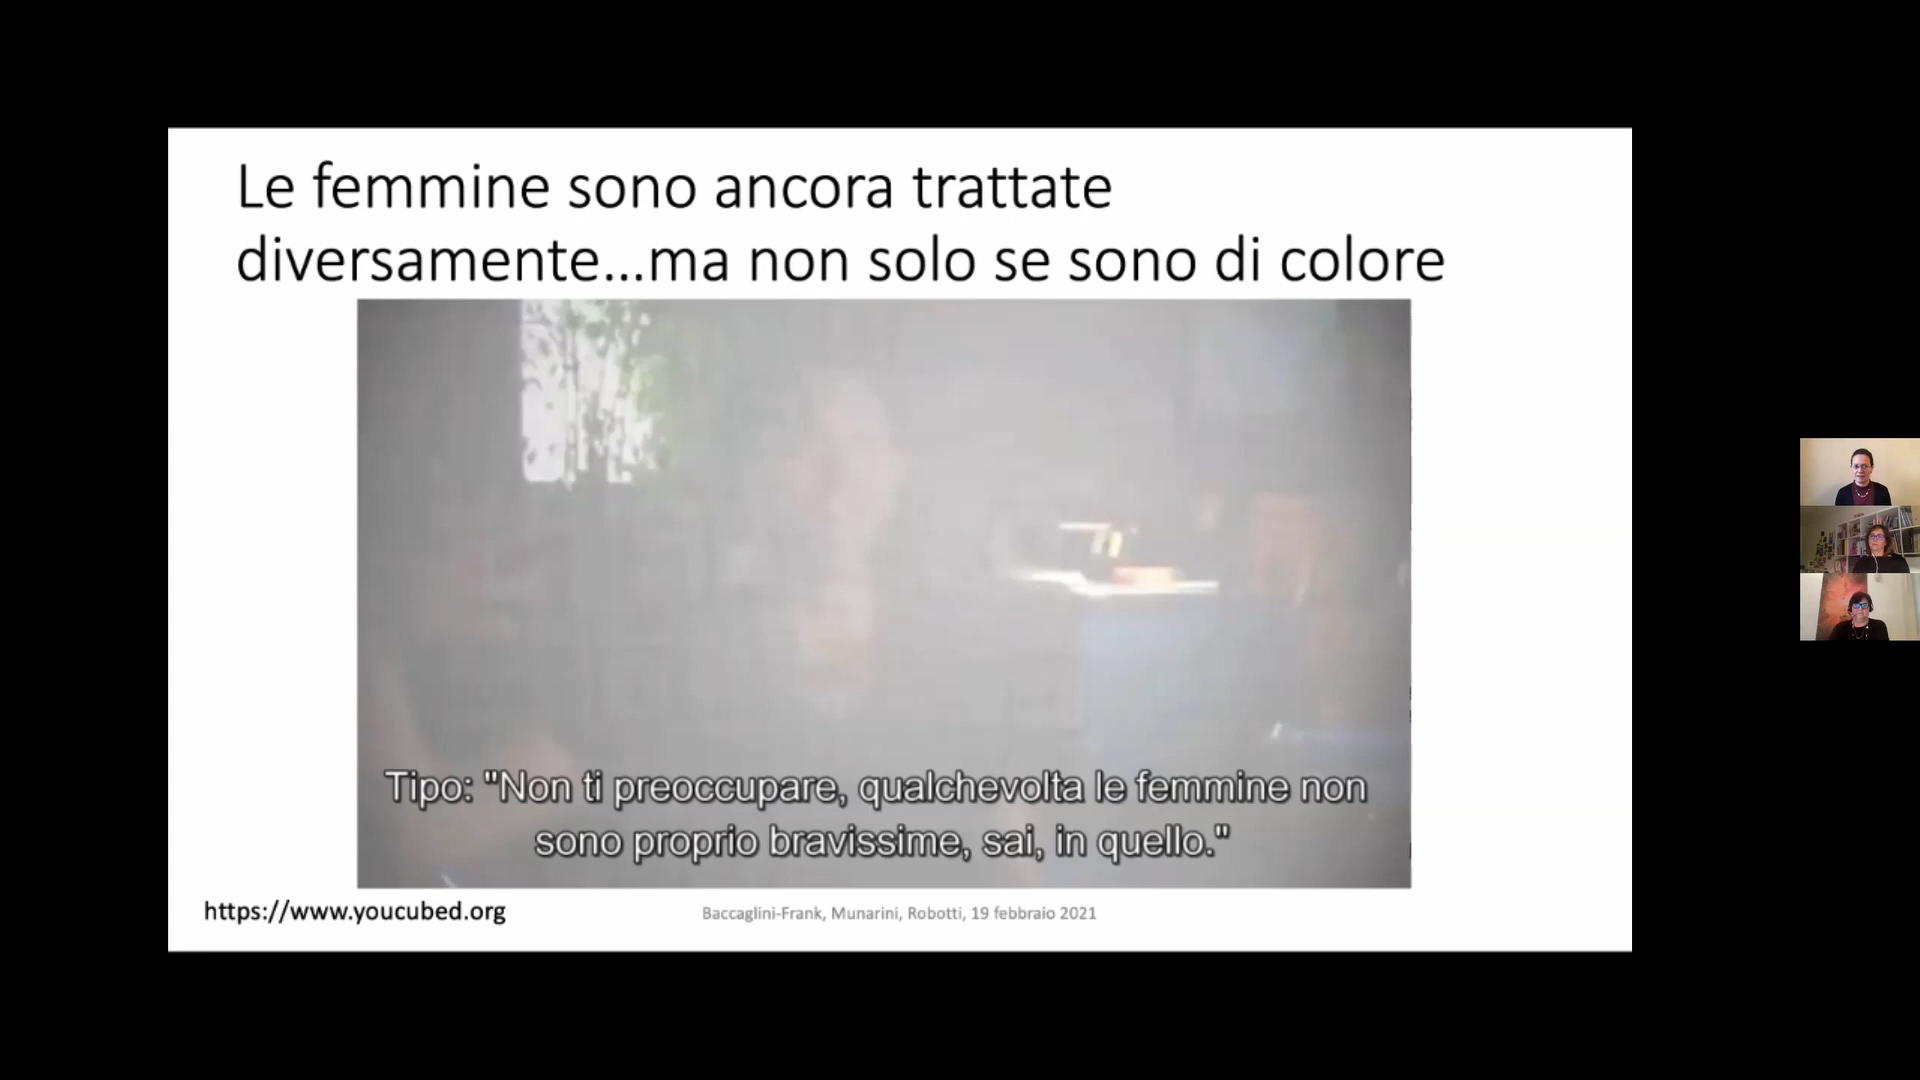 Le femmine sono ancora trattate
diversamente...ma non solo se sono di colore
Tipo: "Non ti preoccupare, qualchevolta le femmine non
sono proprio bravissime, sai, in quello."
https://www.youcubed.org
Baccaglini-Frank, Munarini, Robotti, 19 febbraio 2021